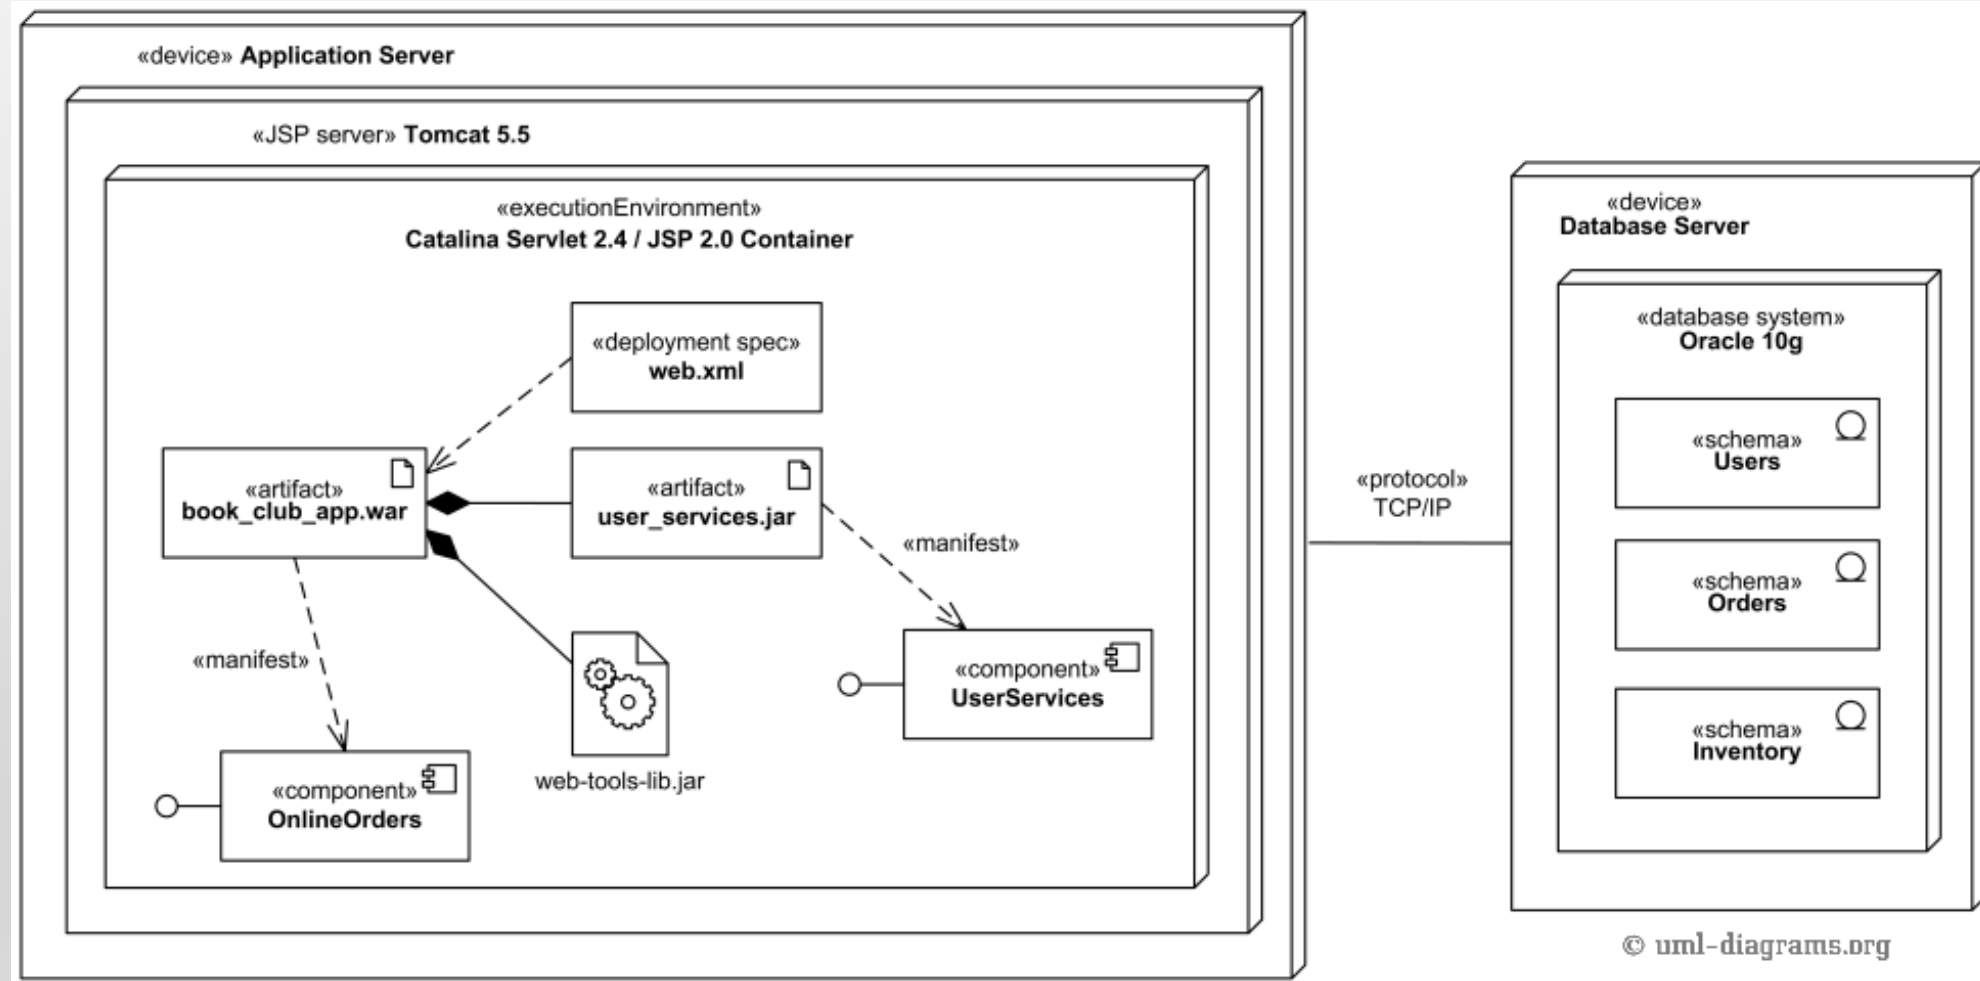 «device» Application Server
«JSP server» Tomcat 5.5
«executionEnvironment»
Catalina Servlet 2.4 / JSP 2.0 Container
«deployment spec»
web.xml
«artifact»
book_club_app.war
«artifact»
user_services.jar
«manifest»
«manifest»
«component»
UserServices
web-tools-lib.jar
«component»
OnlineOrders
«protocol»
TCP/IP
«device»
Database Server
«database system»
Oracle 10g
«schema»
Users
«schema»
Orders
«schema»
Inventory
© uml-diagrams.org